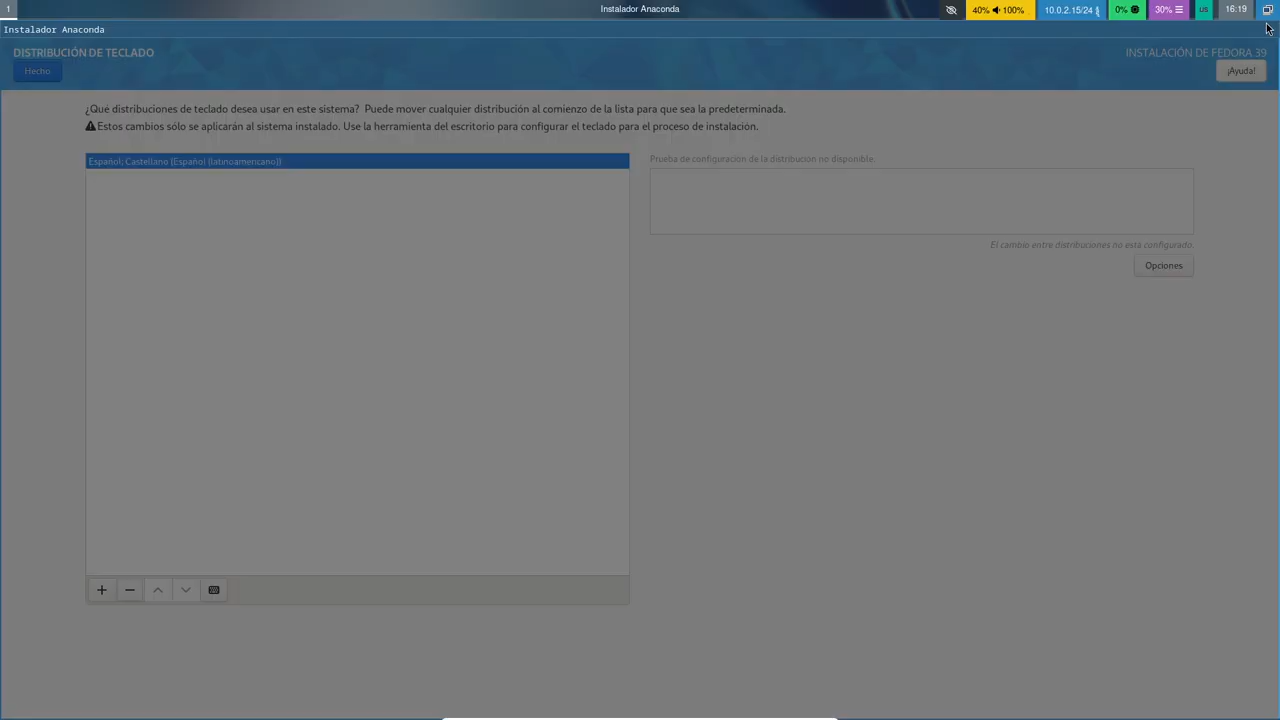 1
Instalador Anaconda
40% 100%
10.0.2.15/24
0%
30%
us
16:19
Instalador Anaconda
DISTRIBUCIÓN DE TECLADO
INSTALACIÓN DE FEDORA 39
Hecho
¡Ayuda!
¿Qué distribuciones de teclado desea usar en este sistema? Puede mover cualquier distribución al comienzo de la lista para que sea la predeterminada.
Estos cambios sólo se aplicarán al sistema instalado. Use la herramienta del escritorio para configurar el teclado para el proceso de instalación.
Español; Castellano (Español (latinoamericano))
Prueba de configuración de la distribución no disponible
El cambio entre distribuciones no está configurado.
Opciones